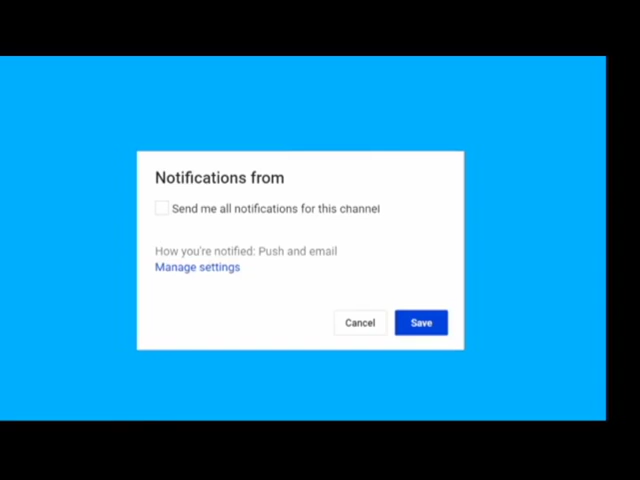 Notifications from
Send me all notifications for this channel
How you're notified: Push and email
Manage settings
Cancel
Save